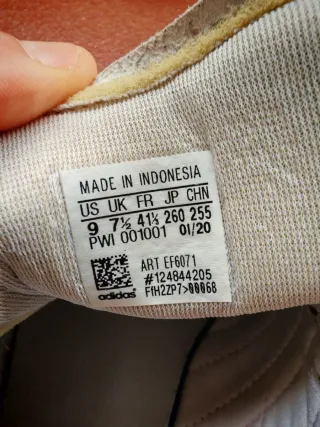 MADE IN INDONESIA
US UK FR JP CHN
9 7½ 41⅓ 260 255
PWI 001001 01/20
ART EF6071
#124844205
adidas F1H2ZP7>00068